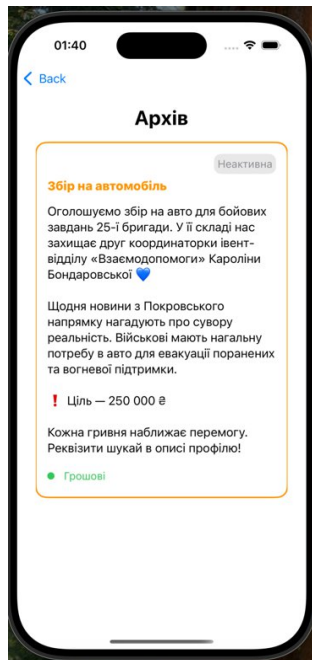 01:40
Back
Архів
Неактивна
Збір на автомобіль
Оголошуємо збір на авто для бойових
завдань 25-ї бригади. У її складі нас
захищає друг координаторки івент-
відділу «Взаємодопомоги» Кароліни
Бондаровської 💙
Щодня новини з Покровського
напрямку нагадують про сувору
реальність. Військові мають нагальну
потребу в авто для евакуації поранених
та вогневої підтримки.
❗ Ціль — 250 000 ₴
Кожна гривня наближає перемогу.
Реквізити шукай в описі профілю!
Грошові